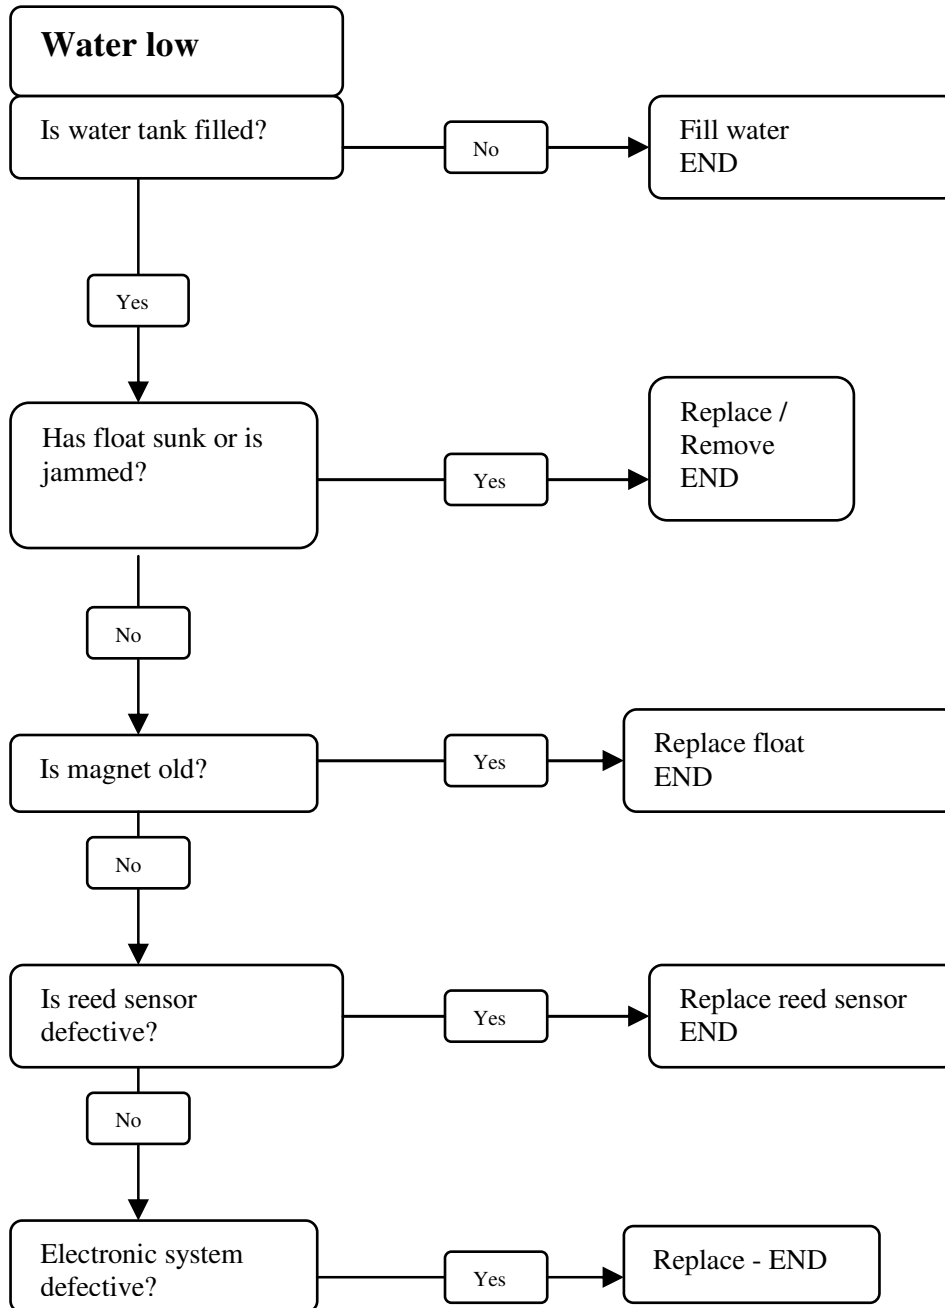 Water low
Is water tank filled?
No
Fill water
END
Yes
Has float sunk or is
jammed?
Yes
Replace /
Remove
END
No
Is magnet old?
Yes
Replace float
END
No
Is reed sensor
defective?
Yes
Replace reed sensor
END
No
Electronic system
defective?
Yes
Replace - END